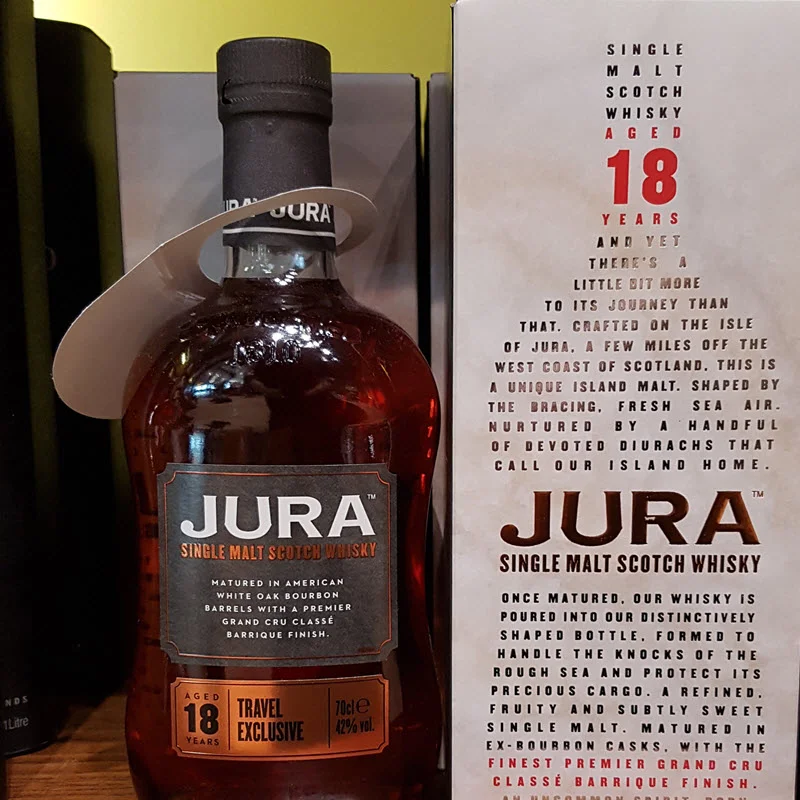 JURA
JURA™
SINGLE MALT SCOTCH WHISKY
MATURED IN AMERICAN
WHITE OAK BOURBON
BARRELS WITH A PREMIER
GRAND CRU CLASSÉ
BARRIQUE FINISH.
AGED
18
YEARS
TRAVEL
EXCLUSIVE
70cl e
42% vol.
SINGLE
MALT
SCOTCH
WHISKY
AGED
18
YEARS
AND YET
THERE'S A
LITTLE BIT MORE
TO ITS JOURNEY THAN
THAT. CRAFTED ON THE ISLE
OF JURA, A FEW MILES OFF THE
WEST COAST OF SCOTLAND, THIS IS
A UNIQUE ISLAND MALT. SHAPED BY
THE BRACING, FRESH SEA AIR.
NURTURED BY A HANDFUL
OF DEVOTED DIURACHS THAT
CALL OUR ISLAND HOME.
JURA™
SINGLE MALT SCOTCH WHISKY
ONCE MATURED, OUR WHISKY IS
POURED INTO OUR DISTINCTIVELY
SHAPED BOTTLE, FORMED TO
HANDLE THE KNOCKS OF THE
ROUGH SEA AND PROTECT ITS
PRECIOUS CARGO. A REFINED,
FRUITY AND SUBTLY SWEET
SINGLE MALT. MATURED IN
EX-BOURBON CASKS, WITH THE
FINEST PREMIER GRAND CRU
CLASSÉ BARRIQUE FINISH.
1Litre